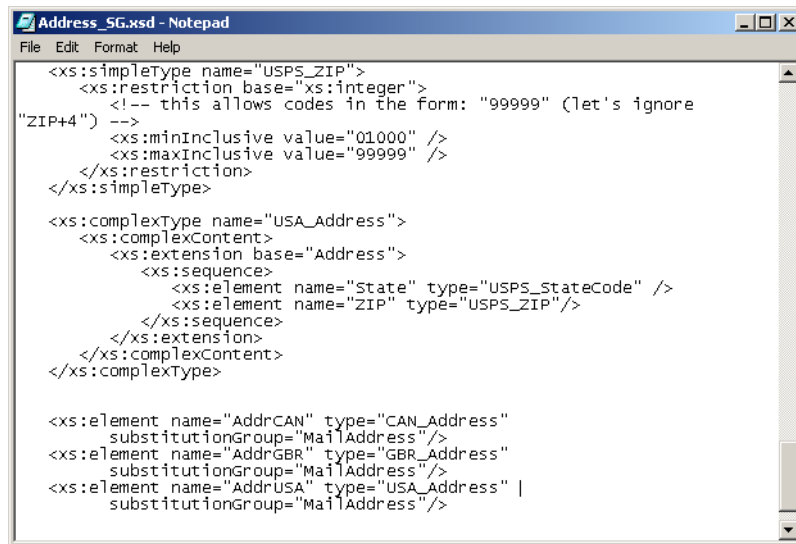 Address_SG.xsd - Notepad
File Edit Format Help
<xs:simpleType name="USPS_ZIP">
<xs:restriction base="xs:integer">
<!-- this allows codes in the form: "99999" (let's ignore
"ZIP+4") -->
<xs:minInclusive value="01000" />
<xs:maxInclusive value="99999" />
</xs:restriction>
</xs:simpleType>
<xs:complexType name="USA_Address">
<xs:complexContent>
<xs:extension base="Address">
<xs:sequence>
<xs:element name="State" type="USPS_StateCode" />
<xs:element name="ZIP" type="USPS_ZIP"/>
</xs:sequence>
</xs:extension>
</xs:complexContent>
</xs:complexType>
<xs:element name="AddrCAN" type="CAN_Address"
substitutionGroup="MailAddress"/>
<xs:element name="AddrGBR" type="GBR_Address"
substitutionGroup="MailAddress"/>
<xs:element name="AddrUSA" type="USA_Address"
substitutionGroup="MailAddress"/>